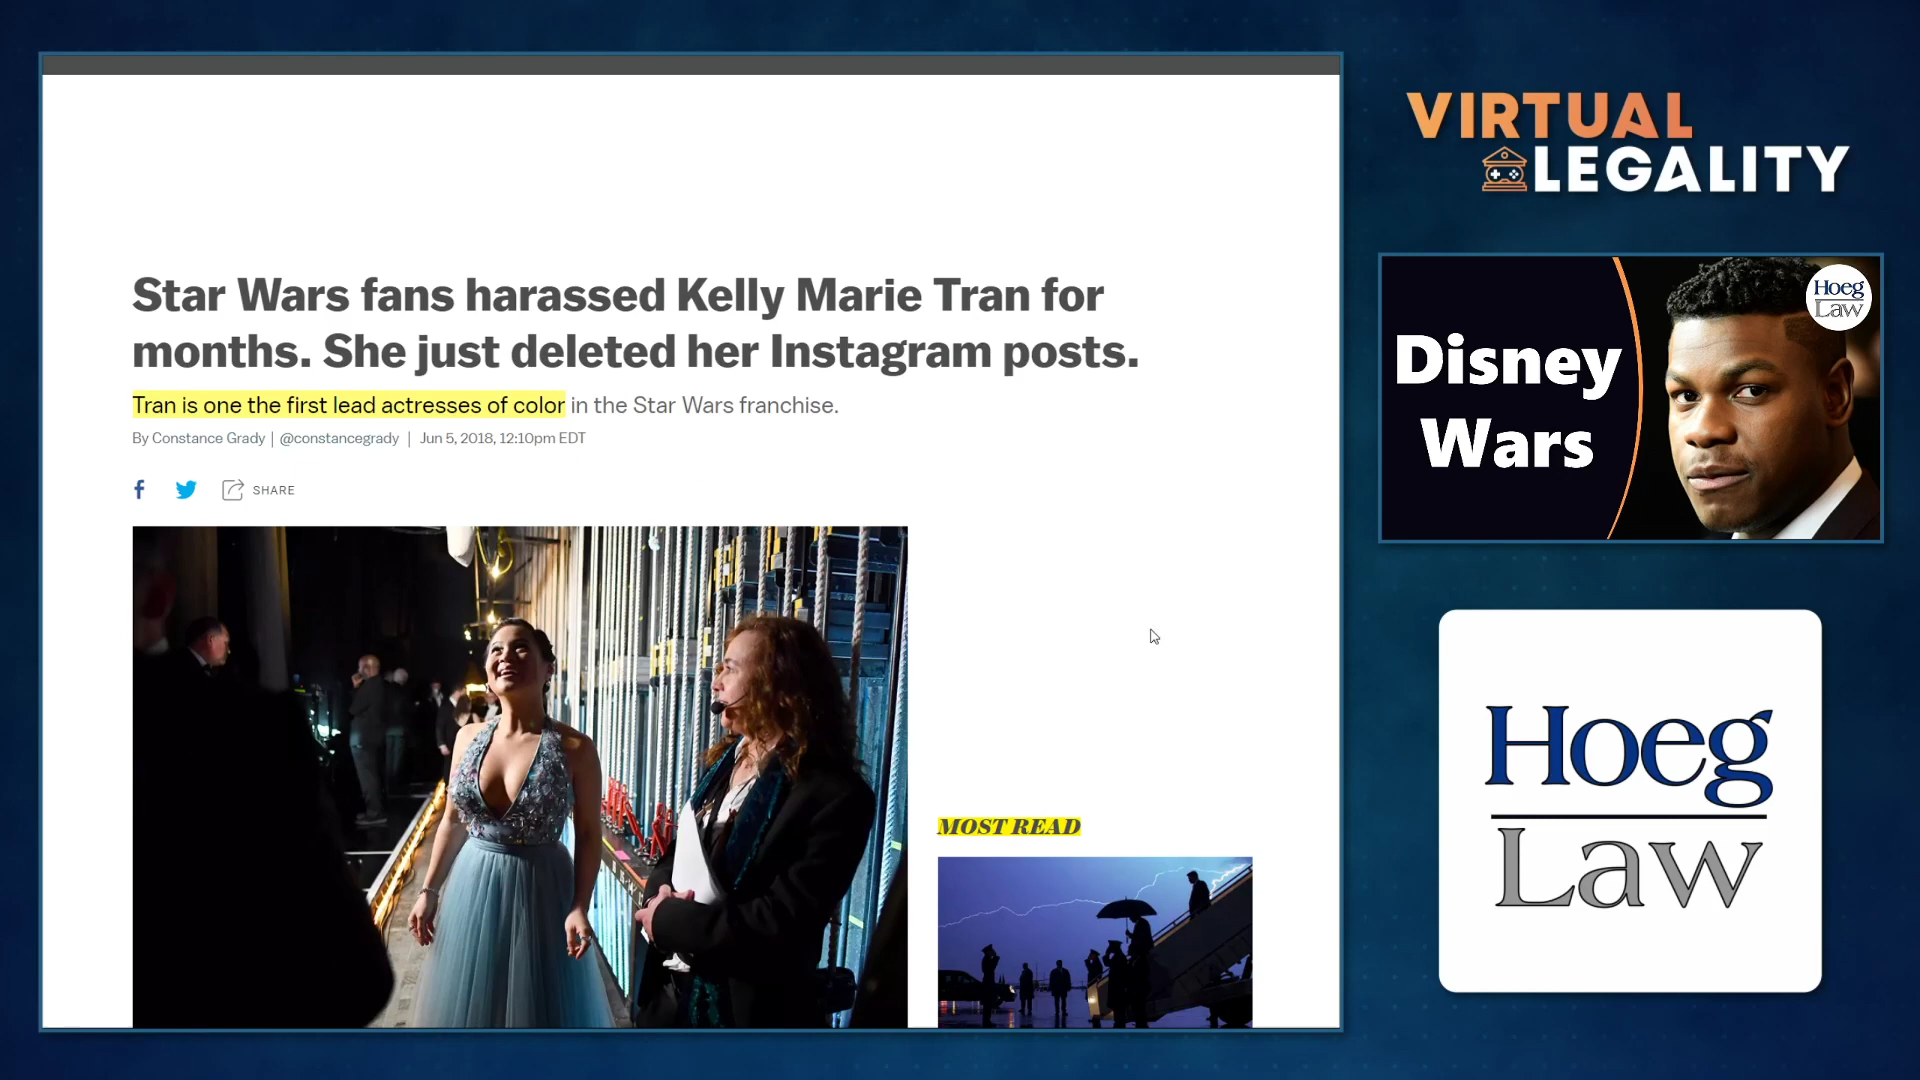 Star Wars fans harassed Kelly Marie Tran for
months. She just deleted her Instagram posts.
Tran is one the first lead actresses of color in the Star Wars franchise.
By Constance Grady | @constancegrady | Jun 5, 2018, 12:10pm EDT
SHARE
MOST READ
VIRTUAL
LEGALITY
Disney
Wars
Hoeg
Law
Hoeg
Law